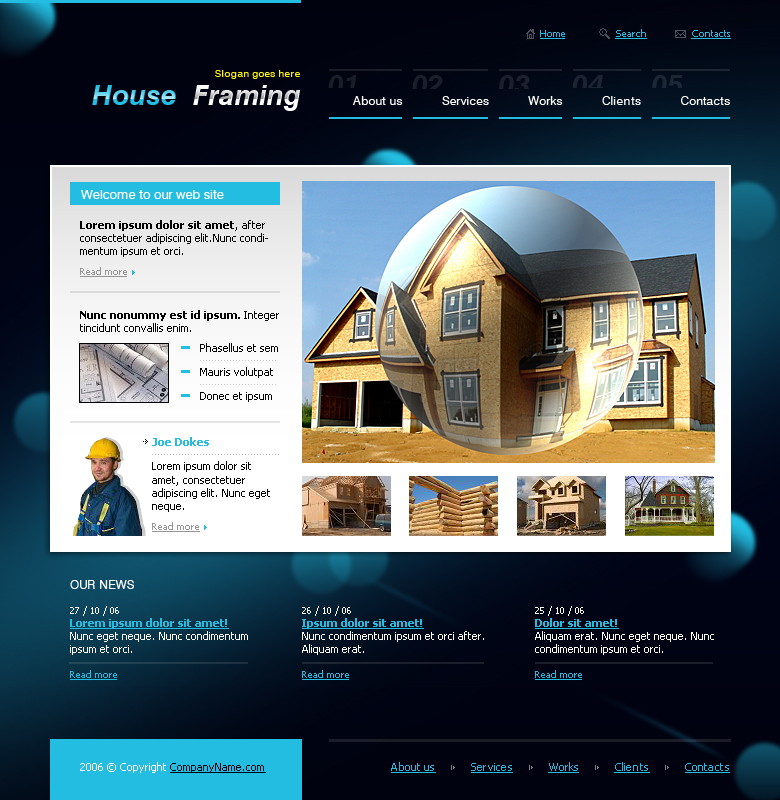 Home
Search
Contacts
Slogan goes here
House Framing
01
About us
02
Services
03
Works
04
Clients
05
Contacts
Welcome to our web site
Lorem ipsum dolor sit amet, after
consectetuer adipiscing elit.Nunc condi-
mentum ipsum et orci.
Read more
Nunc nonummy est id ipsum. Integer
tincidunt convallis enim.
Phasellus et sem
Mauris volutpat
Donec et ipsum
Joe Dokes
Lorem ipsum dolor sit
amet, consectetuer
adipiscing elit. Nunc eget
neque.
Read more
OUR NEWS
27 / 10 / 06
Lorem ipsum dolor sit amet!
Nunc eget neque. Nunc condimentum
ipsum et orci.
Read more
26 / 10 / 06
Ipsum dolor sit amet!
Nunc condimentum ipsum et orci after.
Aliquam erat.
Read more
25 / 10 / 06
Dolor sit amet!
Aliquam erat. Nunc eget neque. Nunc
condimentum ipsum et orci.
Read more
2006 © Copyright CompanyName.com
About us
Services
Works
Clients
Contacts